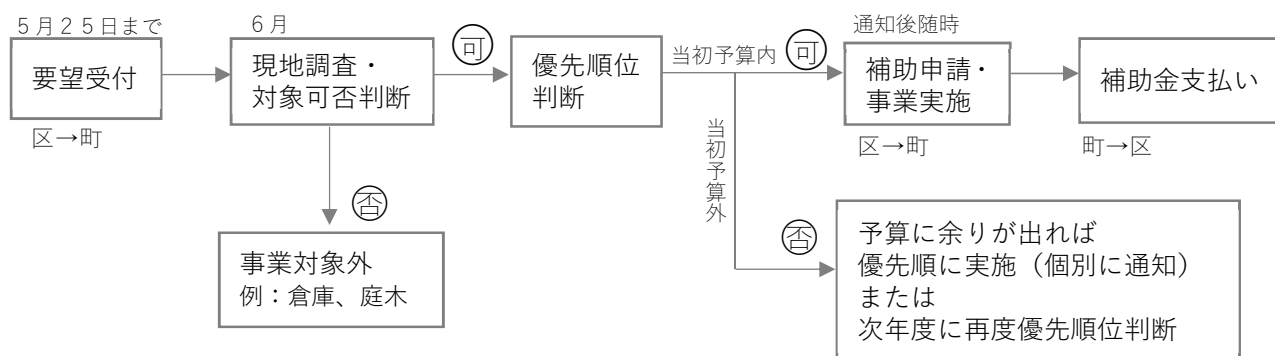 ５月２５日まで
要望受付
区→町
６月
現地調査・
対象可否判断
可
優先順位
判断
当初予算内
可
通知後随時
補助申請・
事業実施
区→町
補助金支払い
町→区
否
事業対象外
例：倉庫、庭木
当初予算外
否
予算に余りが出れば
優先順に実施（個別に通知）
または
次年度に再度優先順位判断